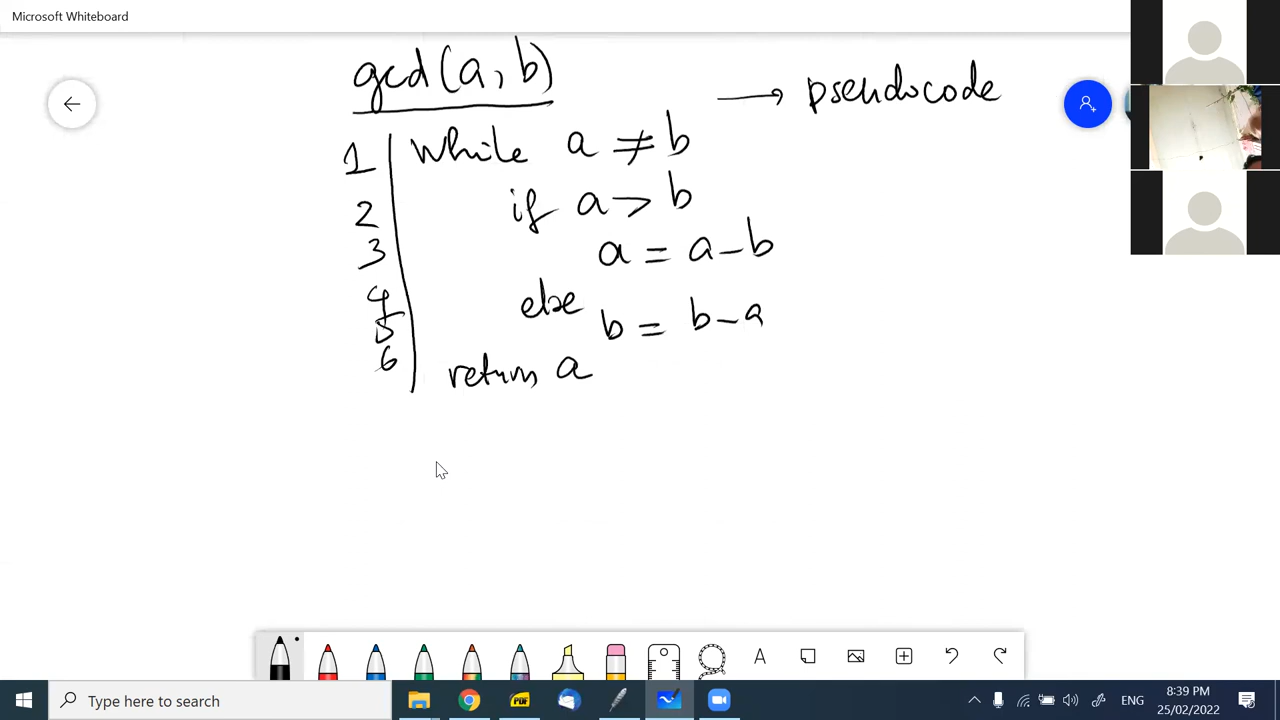 Microsoft Whiteboard
gcd(a, b)
→ pseudocode
1 while a ≠ b
2 if a > b
3 a = a - b
4 else
5 b = b - a
6 return a
A
Type here to search
PDF
ENG
8:39 PM
25/02/2022